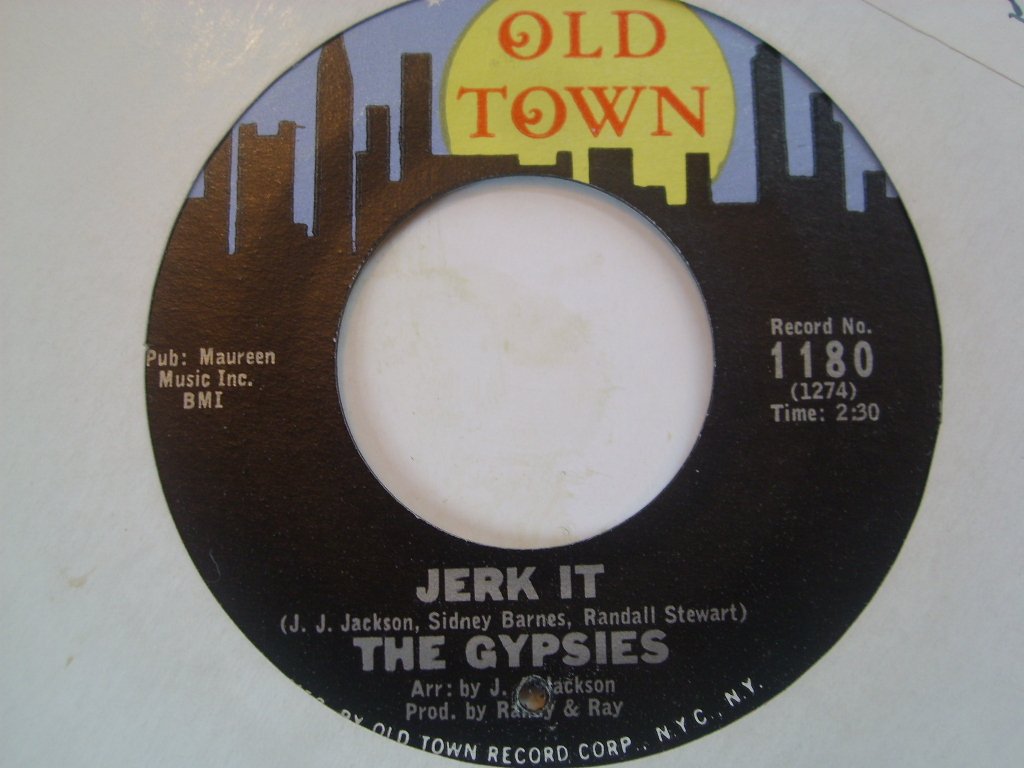 OLD
TOWN
Pub: Maureen
Music Inc.
BMI
Record No.
1180
(1274)
Time: 2:30
JERK IT
(J. J. Jackson, Sidney Barnes, Randall Stewart)
THE GYPSIES
Arr: by J. Jackson
Prod. by & Ray
BY OLD TOWN RECORD CORP., N.Y.C., N.Y.